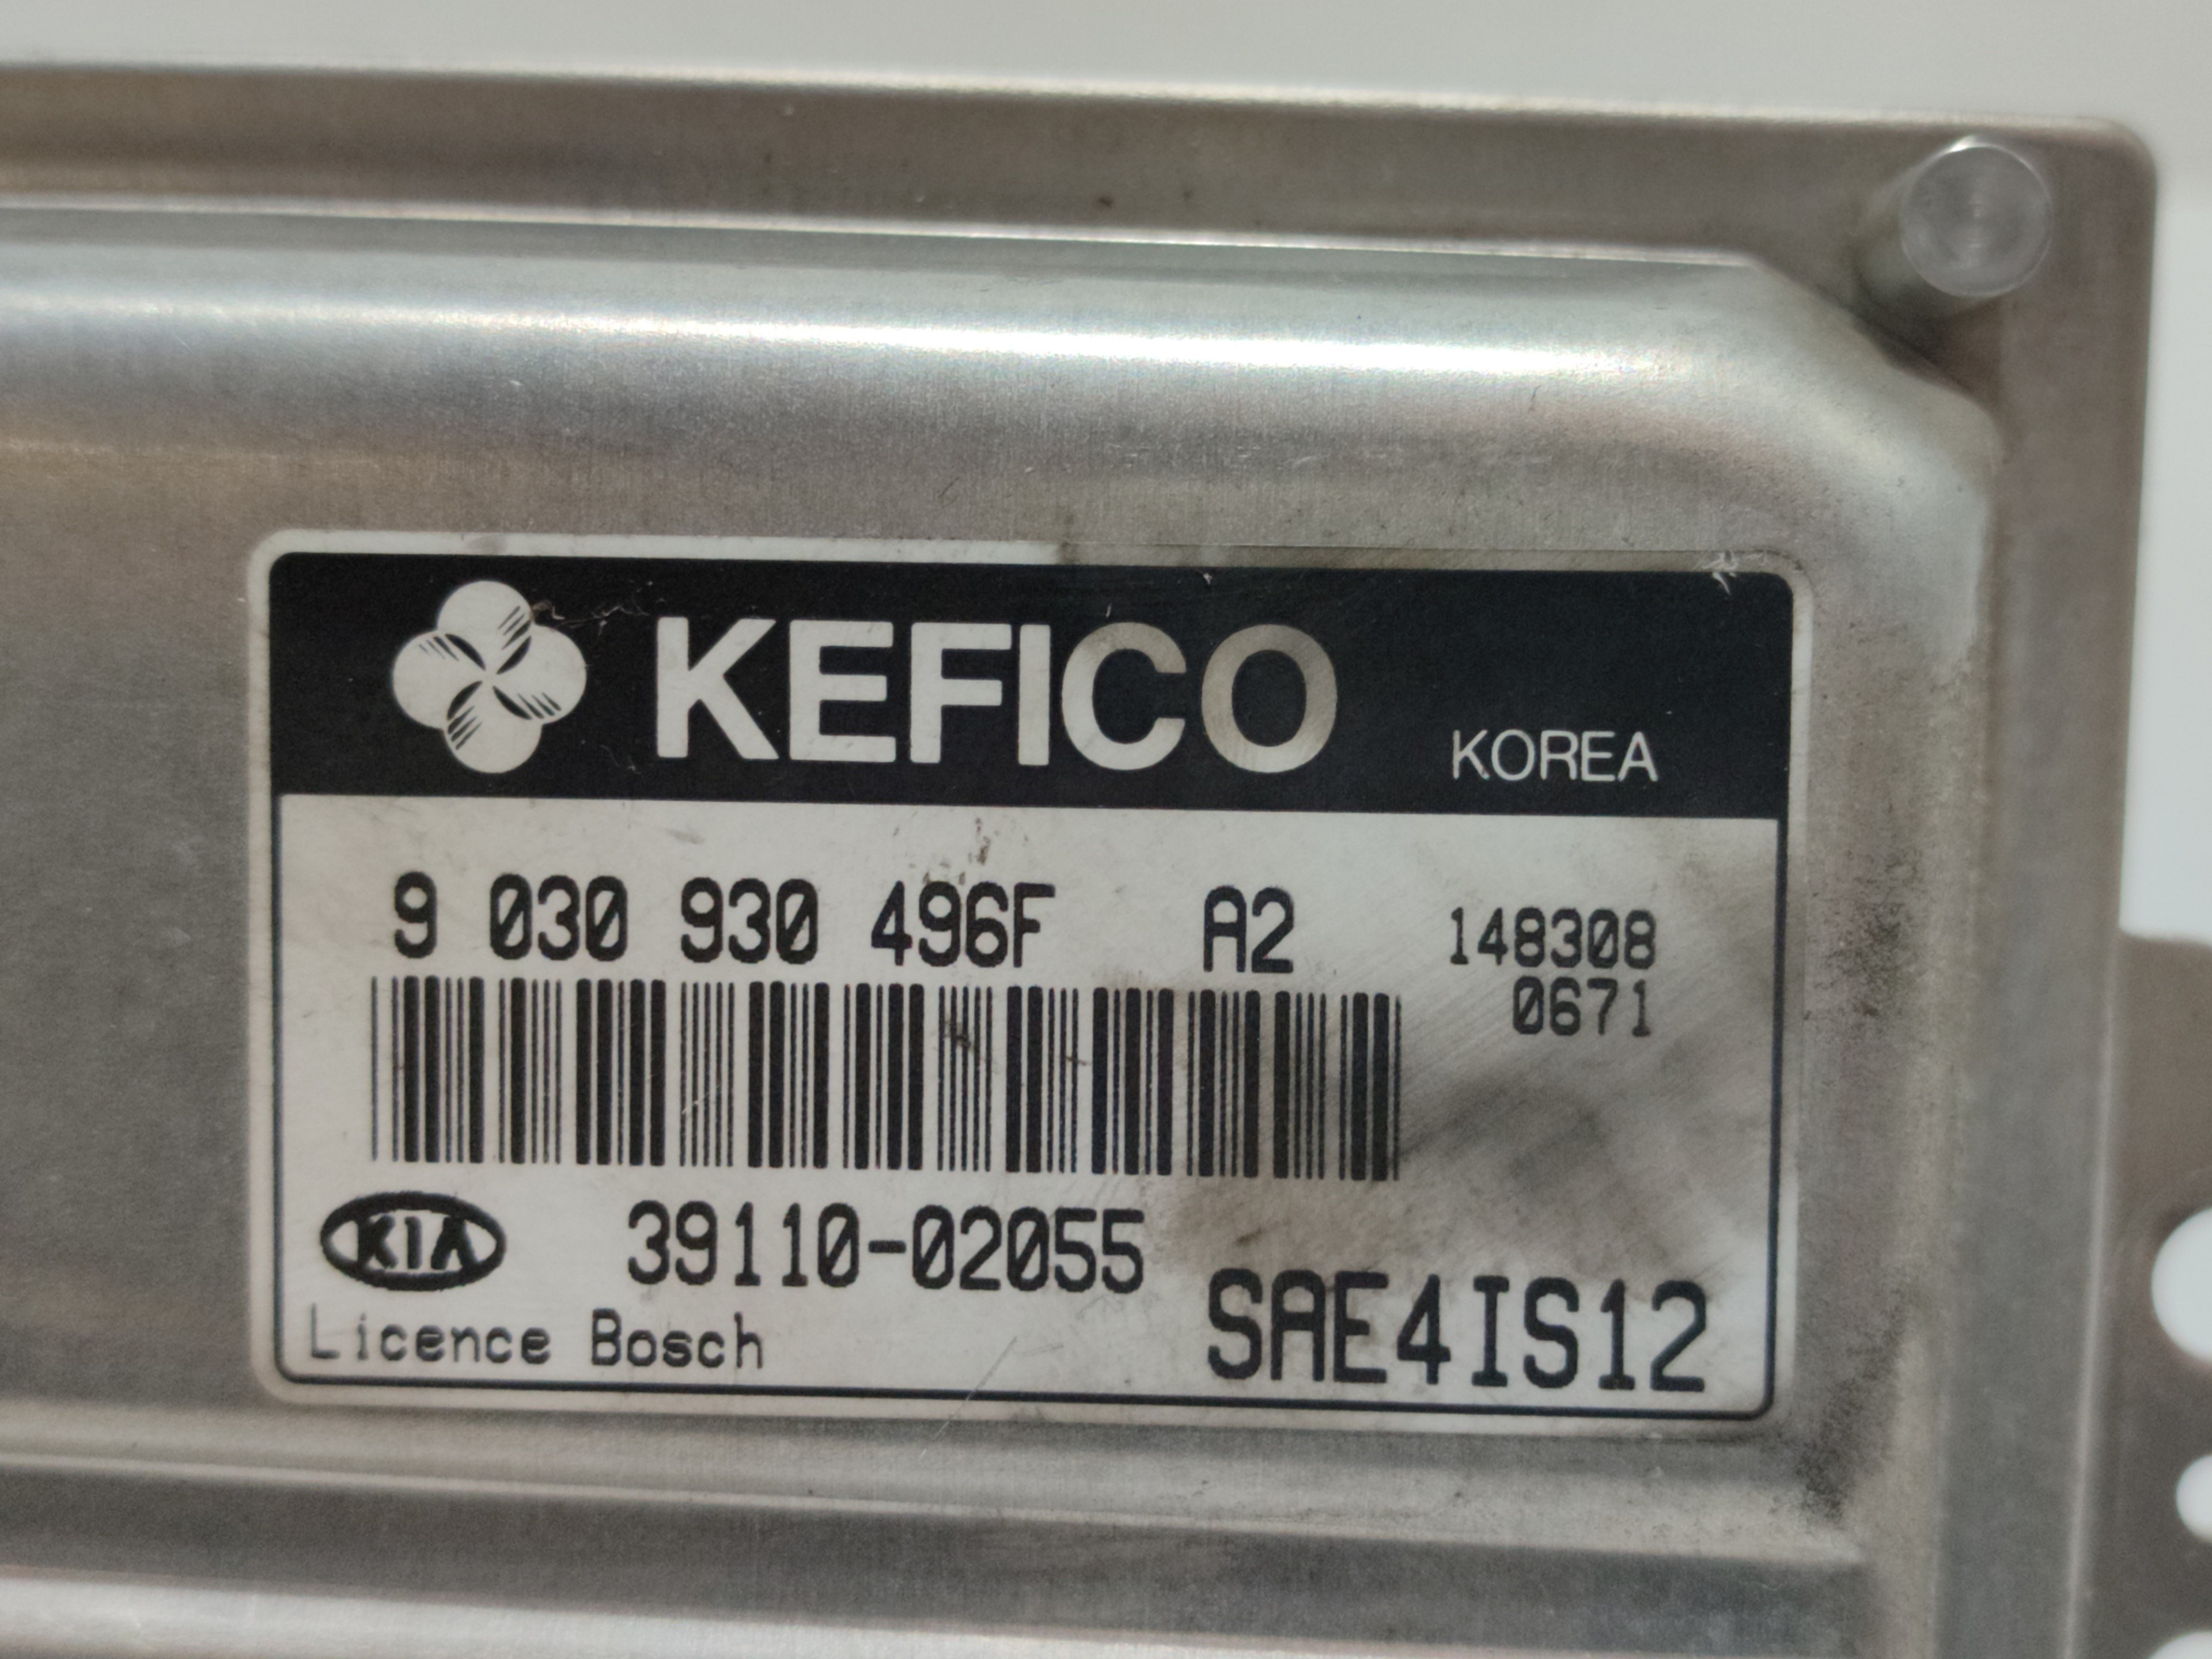 KEFICO KOREA
9 030 930 496F A2 148308
0671
KIA 39110-02055
Licence Bosch SAE4IS12